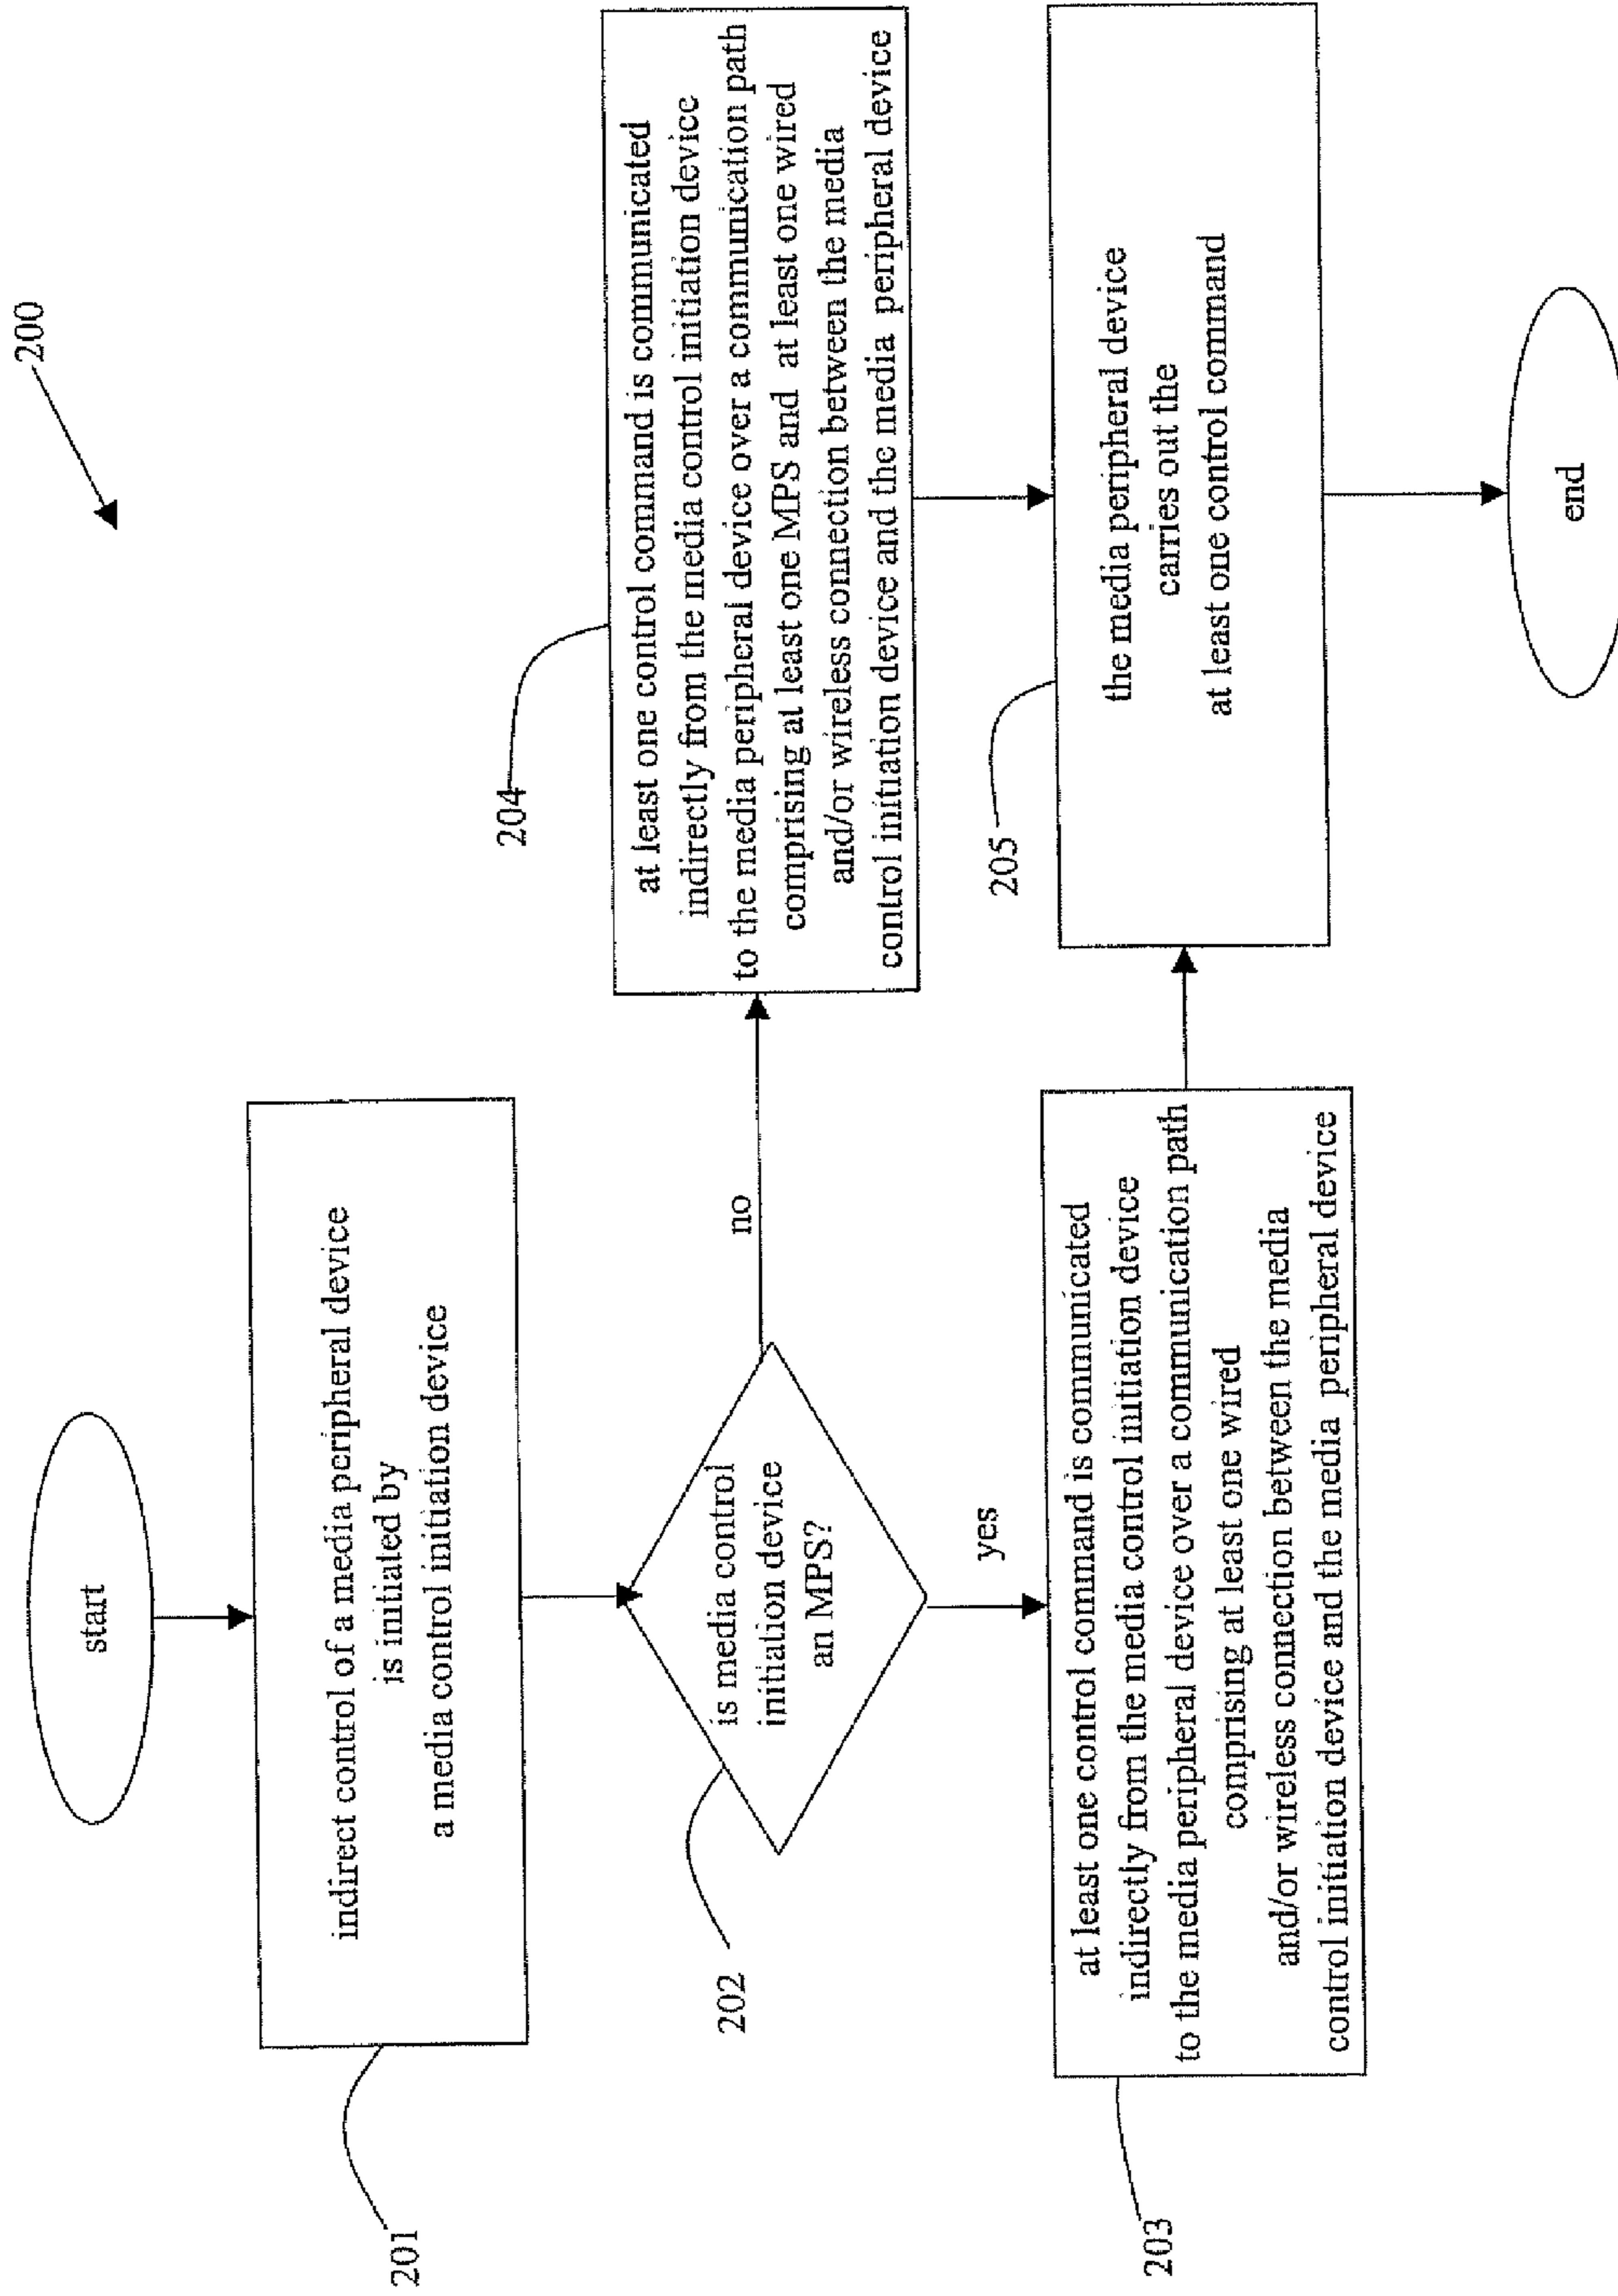 200
start
201
indirect control of a media peripheral device
is initiated by
a media control initiation device
202
is media control
initiation device
an MPS?
no
204
at least one control command is communicated
indirectly from the media control initiation device
to the media peripheral device over a communication path
comprising at least one MPS and at least one wired
and/or wireless connection between the media
control initiation device and the media peripheral device
yes
203
at least one control command is communicated
indirectly from the media control initiation device
to the media peripheral device over a communication path
comprising at least one wired
and/or wireless connection between the media
control initiation device and the media peripheral device
205
the media peripheral device
carries out the
at least one control command
end